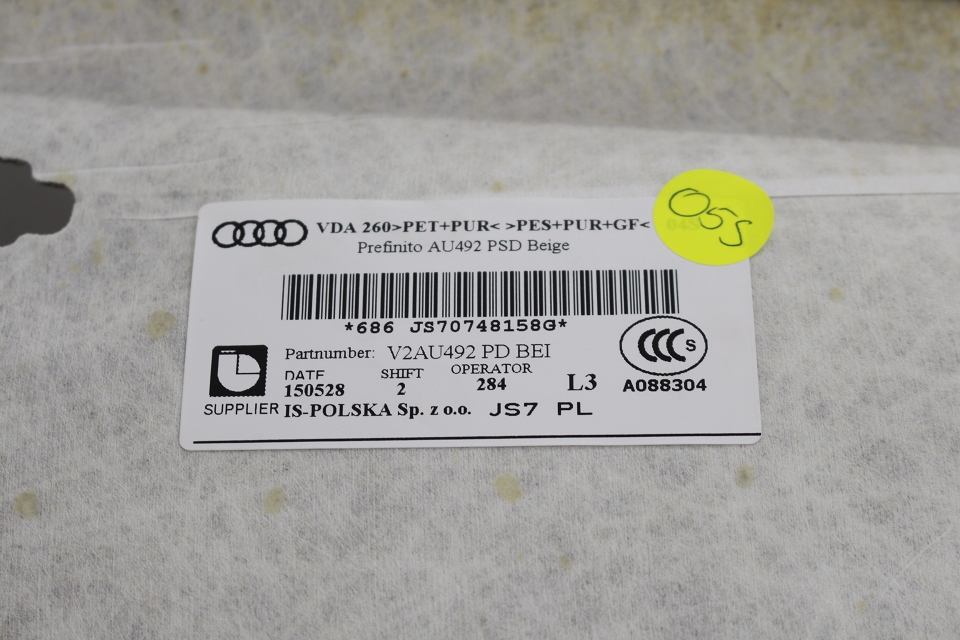 VDA 260>PET+PUR< >PES+PUR+GF<
Prefinito AU492 PSD Beige
*686 JS70748158G*
Partnumber: V2AU492 PD BEI
DATE SHIFT OPERATOR
150528 2 284 L3
SUPPLIER IS-POLSKA Sp. z o.o. JS7 PL
CCC S
A088304